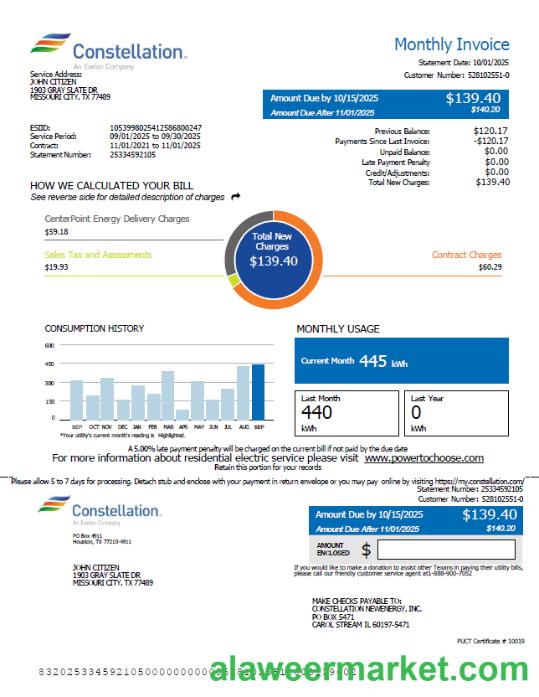 Constellation.
An Exelon Company
Monthly Invoice
Statement Date: 10/01/2025
Customer Number: 528102551-0
Service Address:
JOHN CITIZEN
1903 GRAY SLATE DR
MISSOURI CITY, TX 77489
Amount Due by 10/15/2025 $139.40
Amount Due After 11/01/2025 $140.20
ESIID: 1053998025412586800247
Service Period: 09/01/2025 to 09/30/2025
Contract: 11/01/2021 to 11/01/2025
Statement Number: 25334592105
Previous Balance: $120.17
Payments Since Last Invoice: -$120.17
Unpaid Balance: $0.00
Late Payment Penalty $0.00
Credit/Adjustments: $0.00
Total New Charges: $139.40
HOW WE CALCULATED YOUR BILL
See reverse side for detailed description of charges
CenterPoint Energy Delivery Charges
$59.18
Sales Tax and Assessments
$19.93
Total New
Charges
$139.40
Contract Charges
$60.29
CONSUMPTION HISTORY
600
450
300
150
0
SEP OCT NOV DEC JAN FEB MAR APR MAY JUN JUL AUG SEP
*Your utility's current month's reading is Highlighted.
MONTHLY USAGE
Current Month 445 kWh
Last Month
440
kWh
Last Year
0
kWh
A 5.00% late payment penalty will be charged on the current bill if not paid by the due date
For more information about residential electric service please visit www.powertochoose.com
Retain this portion for your records
Please allow 5 to 7 days for processing. Detach stub and enclose with your payment in return envelope or you may pay online by visiting https://my.constellation.com/
Statement Number: 25334592105
Customer Number: 528102551-0
Constellation.
An Exelon Company
PO Box 4911
Houston, TX 77210-4911
Amount Due by 10/15/2025 $139.40
Amount Due After 11/01/2025 $140.20
AMOUNT
ENCLOSED $
If you would like to make a donation to assist other Texans in paying their utility bills,
please call our friendly customer service agent at1-888-900-7052
JOHN CITIZEN
1903 GRAY SLATE DR
MISSOURI CITY, TX 77489
MAKE CHECKS PAYABLE TO:
CONSTELLATION NEWENERGY, INC.
PO BOX 5471
CAROL STREAM IL 60197-5471
PUCT Certificate # 10019
alaweermarket.com